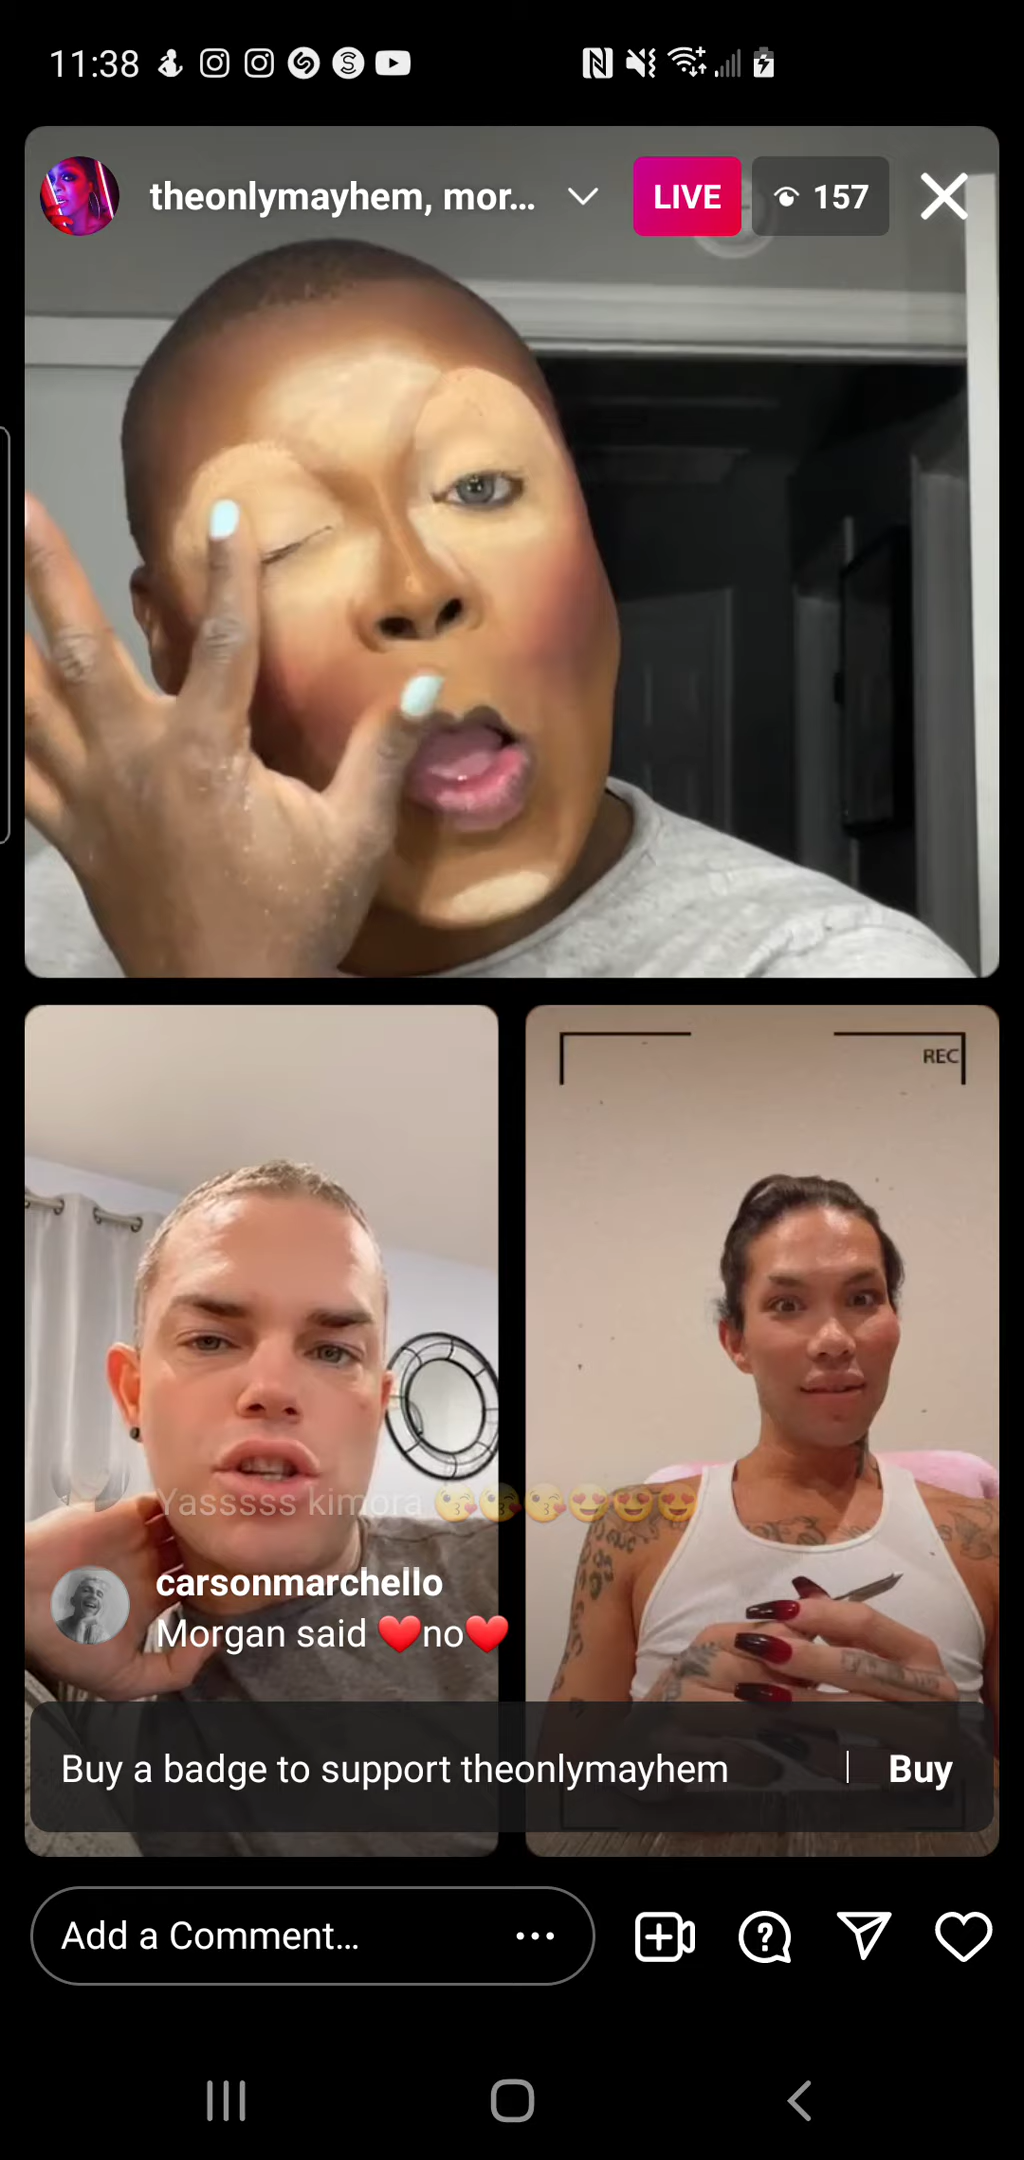 11:38
theonlymayhem, mor...
LIVE
157
REC
Yasssss kimora 😘😘😘😍😍😍
carsonmarchello
Morgan said ❤️no❤️
Buy a badge to support theonlymayhem | Buy
Add a Comment...